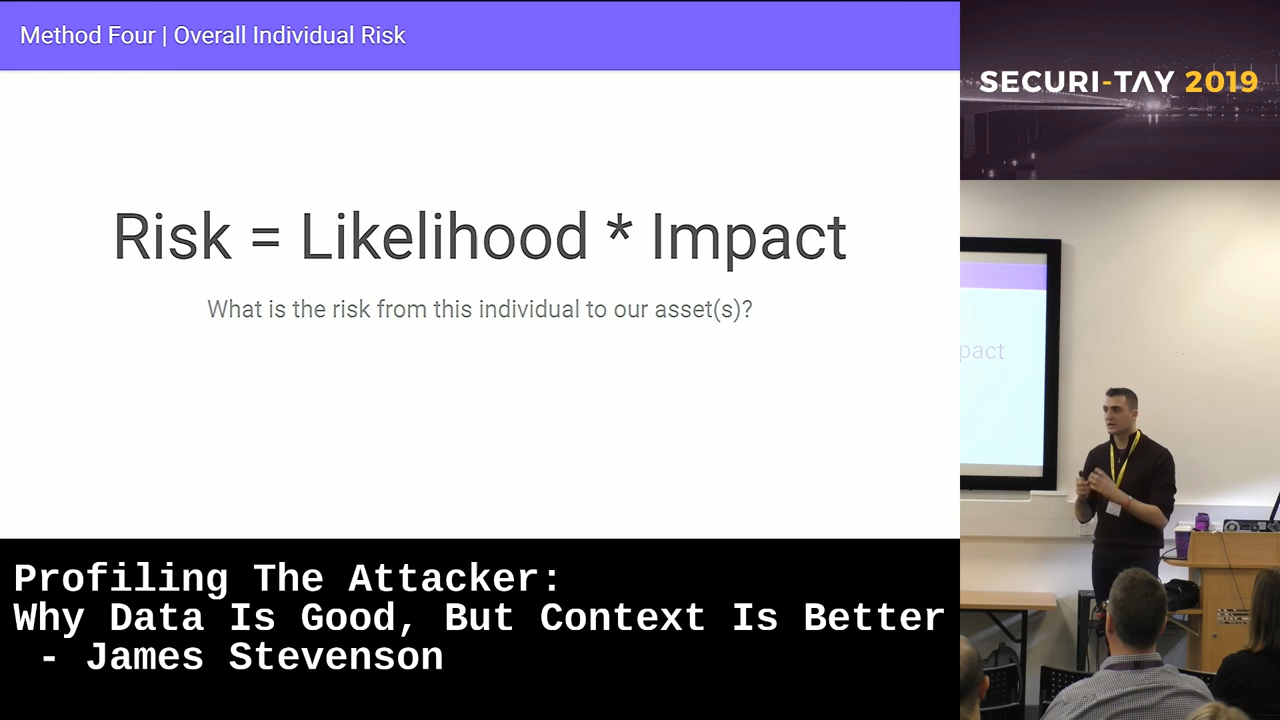 Method Four | Overall Individual Risk
Risk = Likelihood * Impact
What is the risk from this individual to our asset(s)?
SECURI-TAY 2019
pact
Profiling The Attacker:
Why Data Is Good, But Context Is Better
- James Stevenson